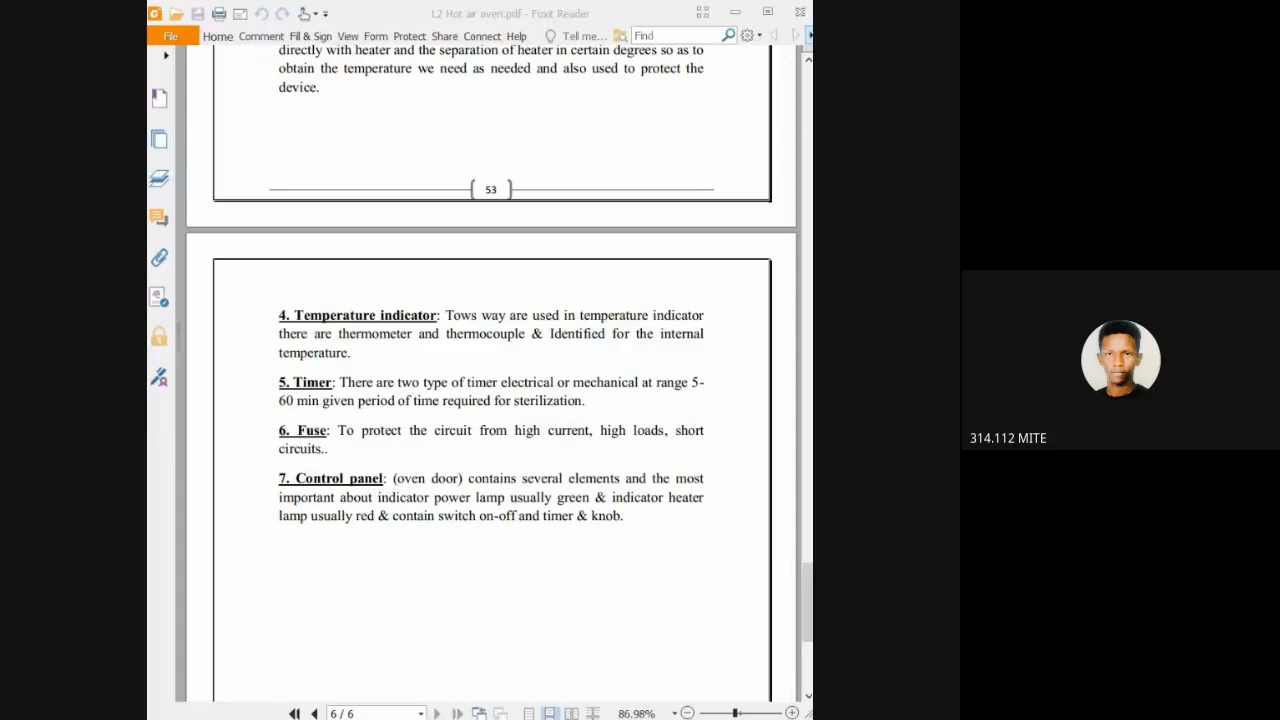 L2 Hot air oven.pdf - Foxit Reader
File Home Comment Fill & Sign View Form Protect Share Connect Help Tell me... Find
directly with heater and the separation of heater in certain degrees so as to
obtain the temperature we need as needed and also used to protect the
device.
53
4. Temperature indicator: Tows way are used in temperature indicator
there are thermometer and thermocouple & Identified for the internal
temperature.
5. Timer: There are two type of timer electrical or mechanical at range 5-
60 min given period of time required for sterilization.
6. Fuse: To protect the circuit from high current, high loads, short
circuits..
7. Control panel: (oven door) contains several elements and the most
important about indicator power lamp usually green & indicator heater
lamp usually red & contain switch on-off and timer & knob.
314.112 MITE
6 / 6
86.98%